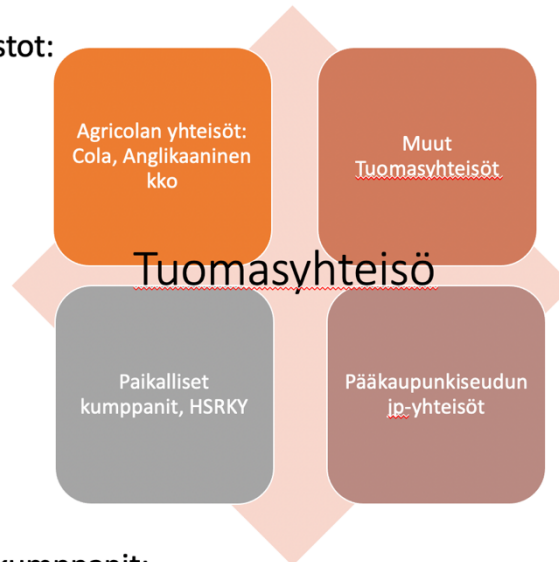 stot:
Agricolan yhteisöt:
Cola, Anglikaaninen
kko
Muut
Tuomasyhteisöt
Tuomasyhteisö
Paikalliset
kumppanit, HSRKY
Pääkaupunkiseudun
jp-yhteisöt
kumppanit: